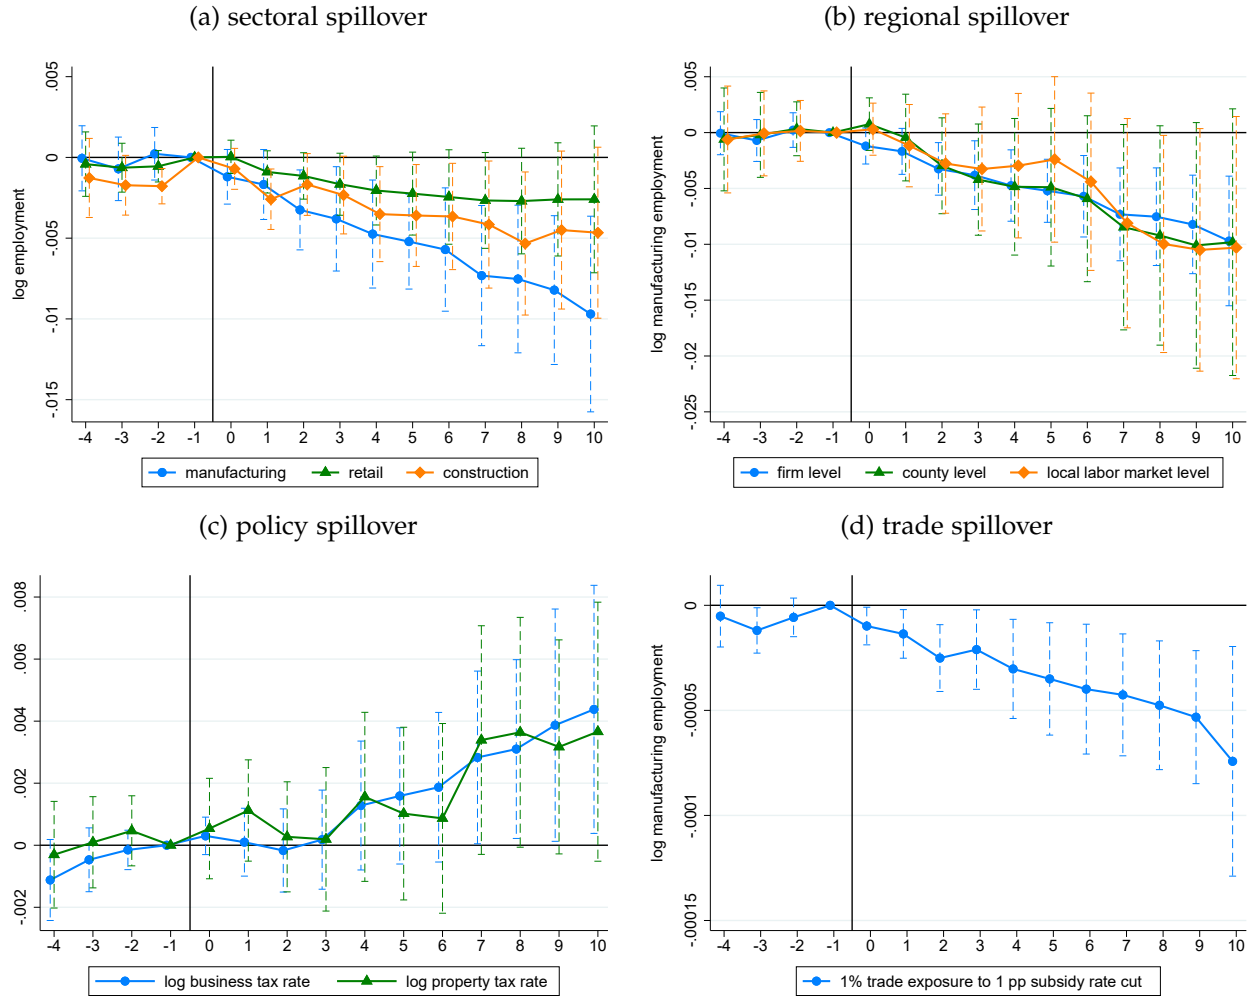 (a) sectoral spillover
log employment
.005
0
-.005
-.01
-.015
-4 -3 -2 -1 0 1 2 3 4 5 6 7 8 9 10
manufacturing retail construction
(b) regional spillover
log manufacturing employment
.005
0
-.005
-.01
-.015
-.02
-.025
-4 -3 -2 -1 0 1 2 3 4 5 6 7 8 9 10
firm level county level local labor market level
(c) policy spillover
.008
.006
.004
.002
0
-.002
-4 -3 -2 -1 0 1 2 3 4 5 6 7 8 9 10
log business tax rate log property tax rate
(d) trade spillover
log manufacturing employment
0
-.00005
-.0001
-.00015
-4 -3 -2 -1 0 1 2 3 4 5 6 7 8 9 10
1% trade exposure to 1 pp subsidy rate cut